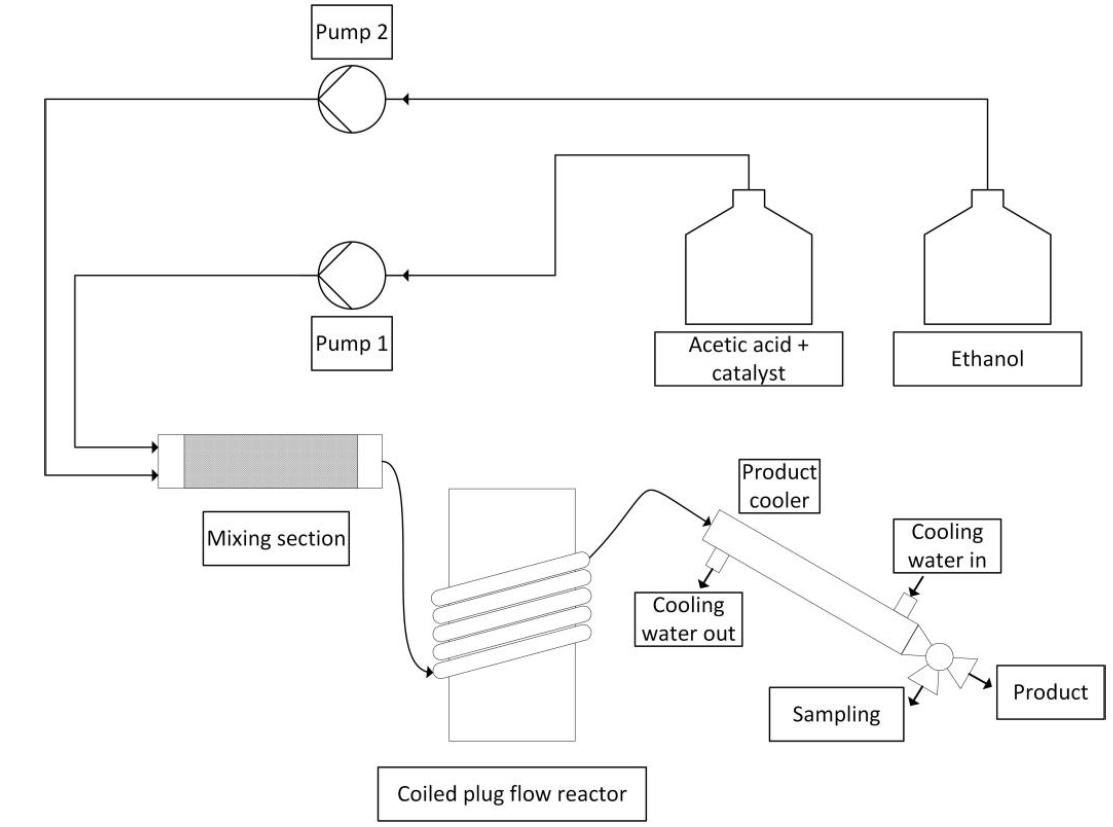 Pump 2
Pump 1
Acetic acid +
catalyst
Ethanol
Mixing section
Product
cooler
Cooling
water in
Cooling
water out
Sampling
Product
Coiled plug flow reactor